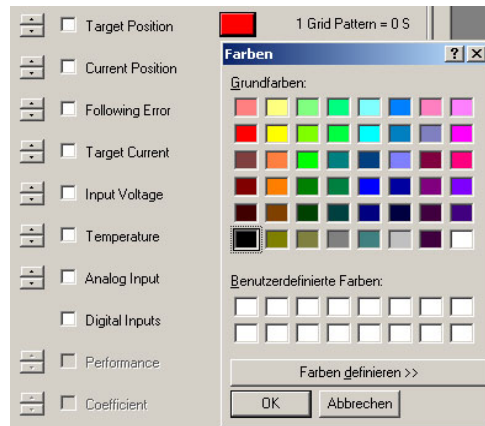 Target Position
1 Grid Pattern = 0 S
Current Position
Following Error
Target Current
Input Voltage
Temperature
Analog Input
Digital Inputs
Performance
Coefficient
Farben
Grundfarben:
Benutzerdefinierte Farben:
Farben definieren >>
OK
Abbrechen